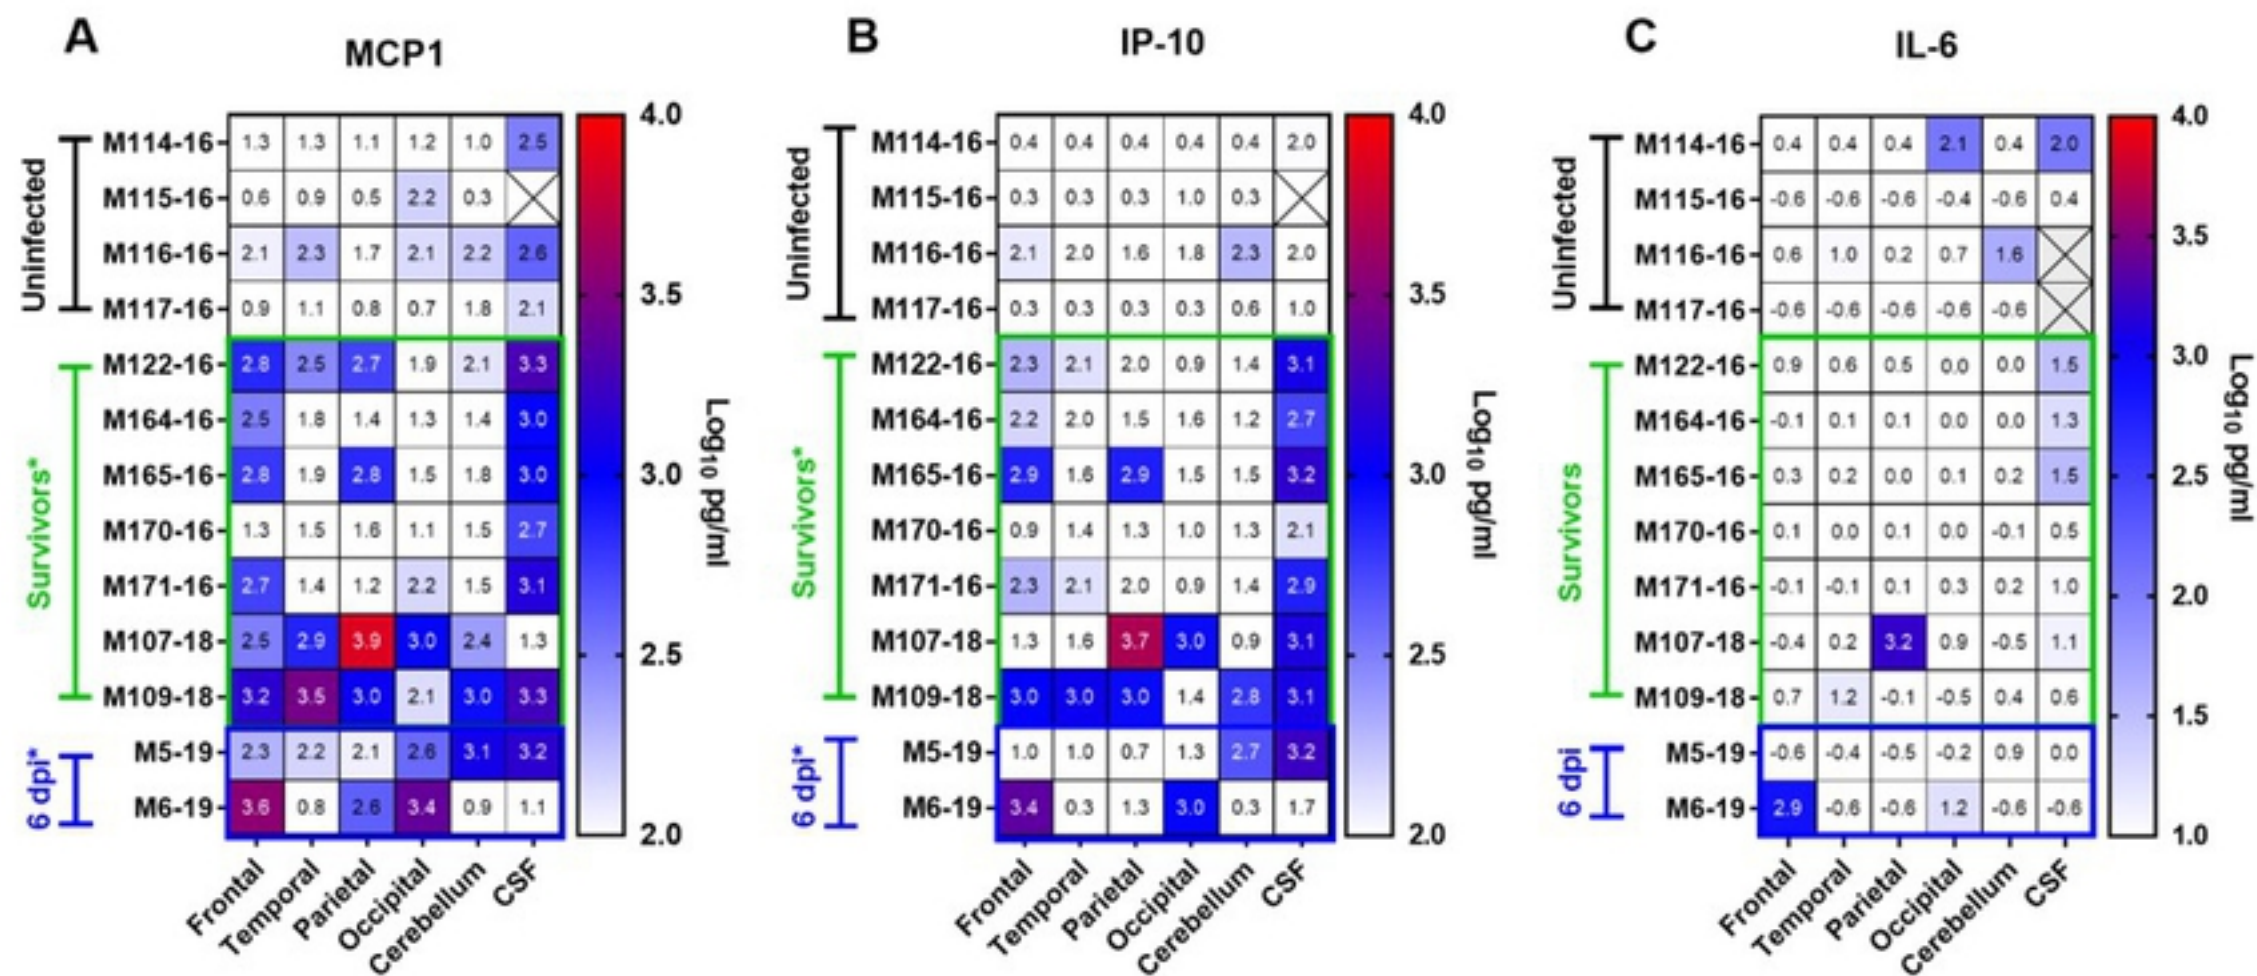 A
MCP1
Uninfected
M114-16 1.3 1.3 1.1 1.2 1.0 2.5
M115-16 0.6 0.9 0.5 2.2 0.3
M116-16 2.1 2.3 1.7 2.1 2.2 2.6
M117-16 0.9 1.1 0.8 0.7 1.8 2.1
Survivors*
M122-16 2.8 2.5 2.7 1.9 2.1 3.3
M164-16 2.5 1.8 1.4 1.3 1.4 3.0
M165-16 2.8 1.9 2.8 1.5 1.8 3.0
M170-16 1.3 1.5 1.6 1.1 1.5 2.7
M171-16 2.7 1.4 1.2 2.2 1.5 3.1
M107-18 2.5 2.9 3.9 3.0 2.4 1.3
M109-18 3.2 3.5 3.0 2.1 3.0 3.3
6 dpi*
M5-19 2.3 2.2 2.1 2.6 3.1 3.2
M6-19 3.6 0.8 2.6 3.4 0.9 1.1
Frontal Temporal Parietal Occipital Cerebellum CSF
4.0
3.5
3.0
2.5
2.0
Log10 pg/ml
B
IP-10
Uninfected
M114-16 0.4 0.4 0.4 0.4 0.4 2.0
M115-16 0.3 0.3 0.3 1.0 0.3
M116-16 2.1 2.0 1.6 1.8 2.3 2.0
M117-16 0.3 0.3 0.3 0.3 0.6 1.0
Survivors*
M122-16 2.3 2.1 2.0 0.9 1.4 3.1
M164-16 2.2 2.0 1.5 1.6 1.2 2.7
M165-16 2.9 1.6 2.9 1.5 1.5 3.2
M170-16 0.9 1.4 1.3 1.0 1.3 2.1
M171-16 2.3 2.1 2.0 0.9 1.4 2.9
M107-18 1.3 1.6 3.7 3.0 0.9 3.1
M109-18 3.0 3.0 3.0 1.4 2.8 3.1
6 dpi*
M5-19 1.0 1.0 0.7 1.3 2.7 3.2
M6-19 3.4 0.3 1.3 3.0 0.3 1.7
Frontal Temporal Parietal Occipital Cerebellum CSF
4.0
3.5
3.0
2.5
2.0
Log10 pg/ml
C
IL-6
Uninfected
M114-16 0.4 0.4 0.4 2.1 0.4 2.0
M115-16 -0.6 -0.6 -0.6 -0.4 -0.6 0.4
M116-16 0.6 1.0 0.2 0.7 1.6
M117-16 -0.6 -0.6 -0.6 -0.6 -0.6
Survivors
M122-16 0.9 0.6 0.5 0.0 0.0 1.5
M164-16 -0.1 0.1 0.1 0.0 0.0 1.3
M165-16 0.3 0.2 0.0 0.1 0.2 1.5
M170-16 0.1 0.0 0.1 0.0 -0.1 0.5
M171-16 -0.1 -0.1 0.1 0.3 0.2 1.0
M107-18 -0.4 0.2 3.2 0.9 -0.5 1.1
M109-18 0.7 1.2 -0.1 -0.5 0.4 0.6
6 dpi
M5-19 -0.6 -0.4 -0.5 -0.2 0.9 0.0
M6-19 2.9 -0.6 -0.6 1.2 -0.6 -0.6
Frontal Temporal Parietal Occipital Cerebellum CSF
4.0
3.5
3.0
2.5
2.0
1.5
1.0
Log10 pg/ml